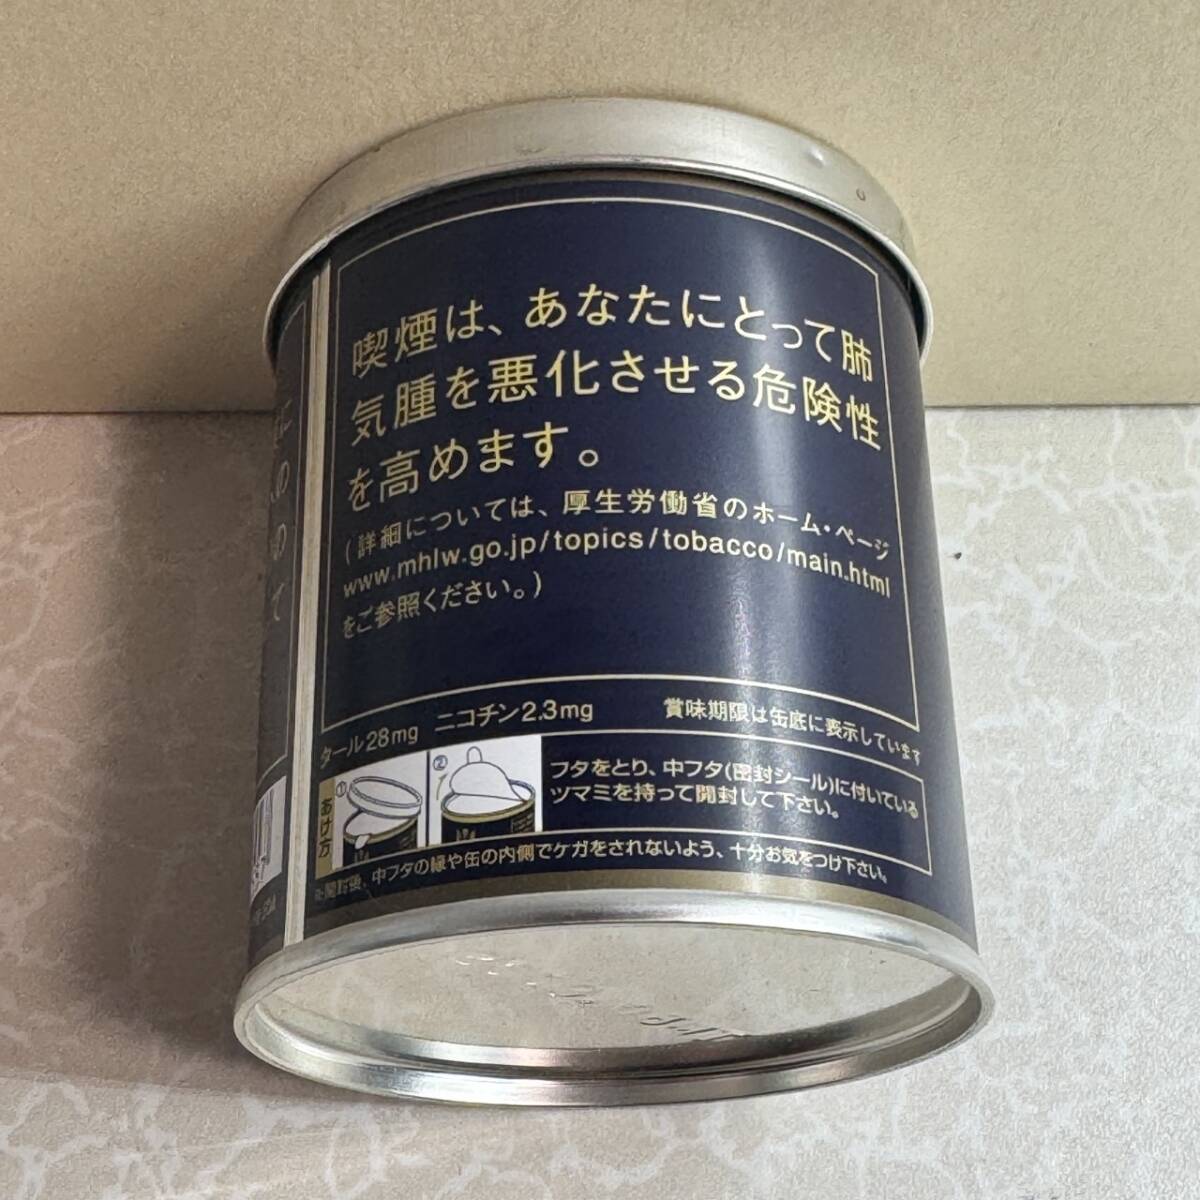 喫煙は、あなたにとって肺
気腫を悪化させる危険性
を高めます。
(詳細については、厚生労働省のホーム・ページ
www.mhlw.go.jp/topics/tobacco/main.html
をご参照ください。)
タール28mg ニコチン2.3mg 賞味期限は缶底に表示しています
あけ方
①
②
フタをとり、中フタ(密封シール)に付いている
ツマミを持って開封して下さい。
開封後、中フタの縁や缶の内側でケガをされないよう、十分お気をつけ下さい。